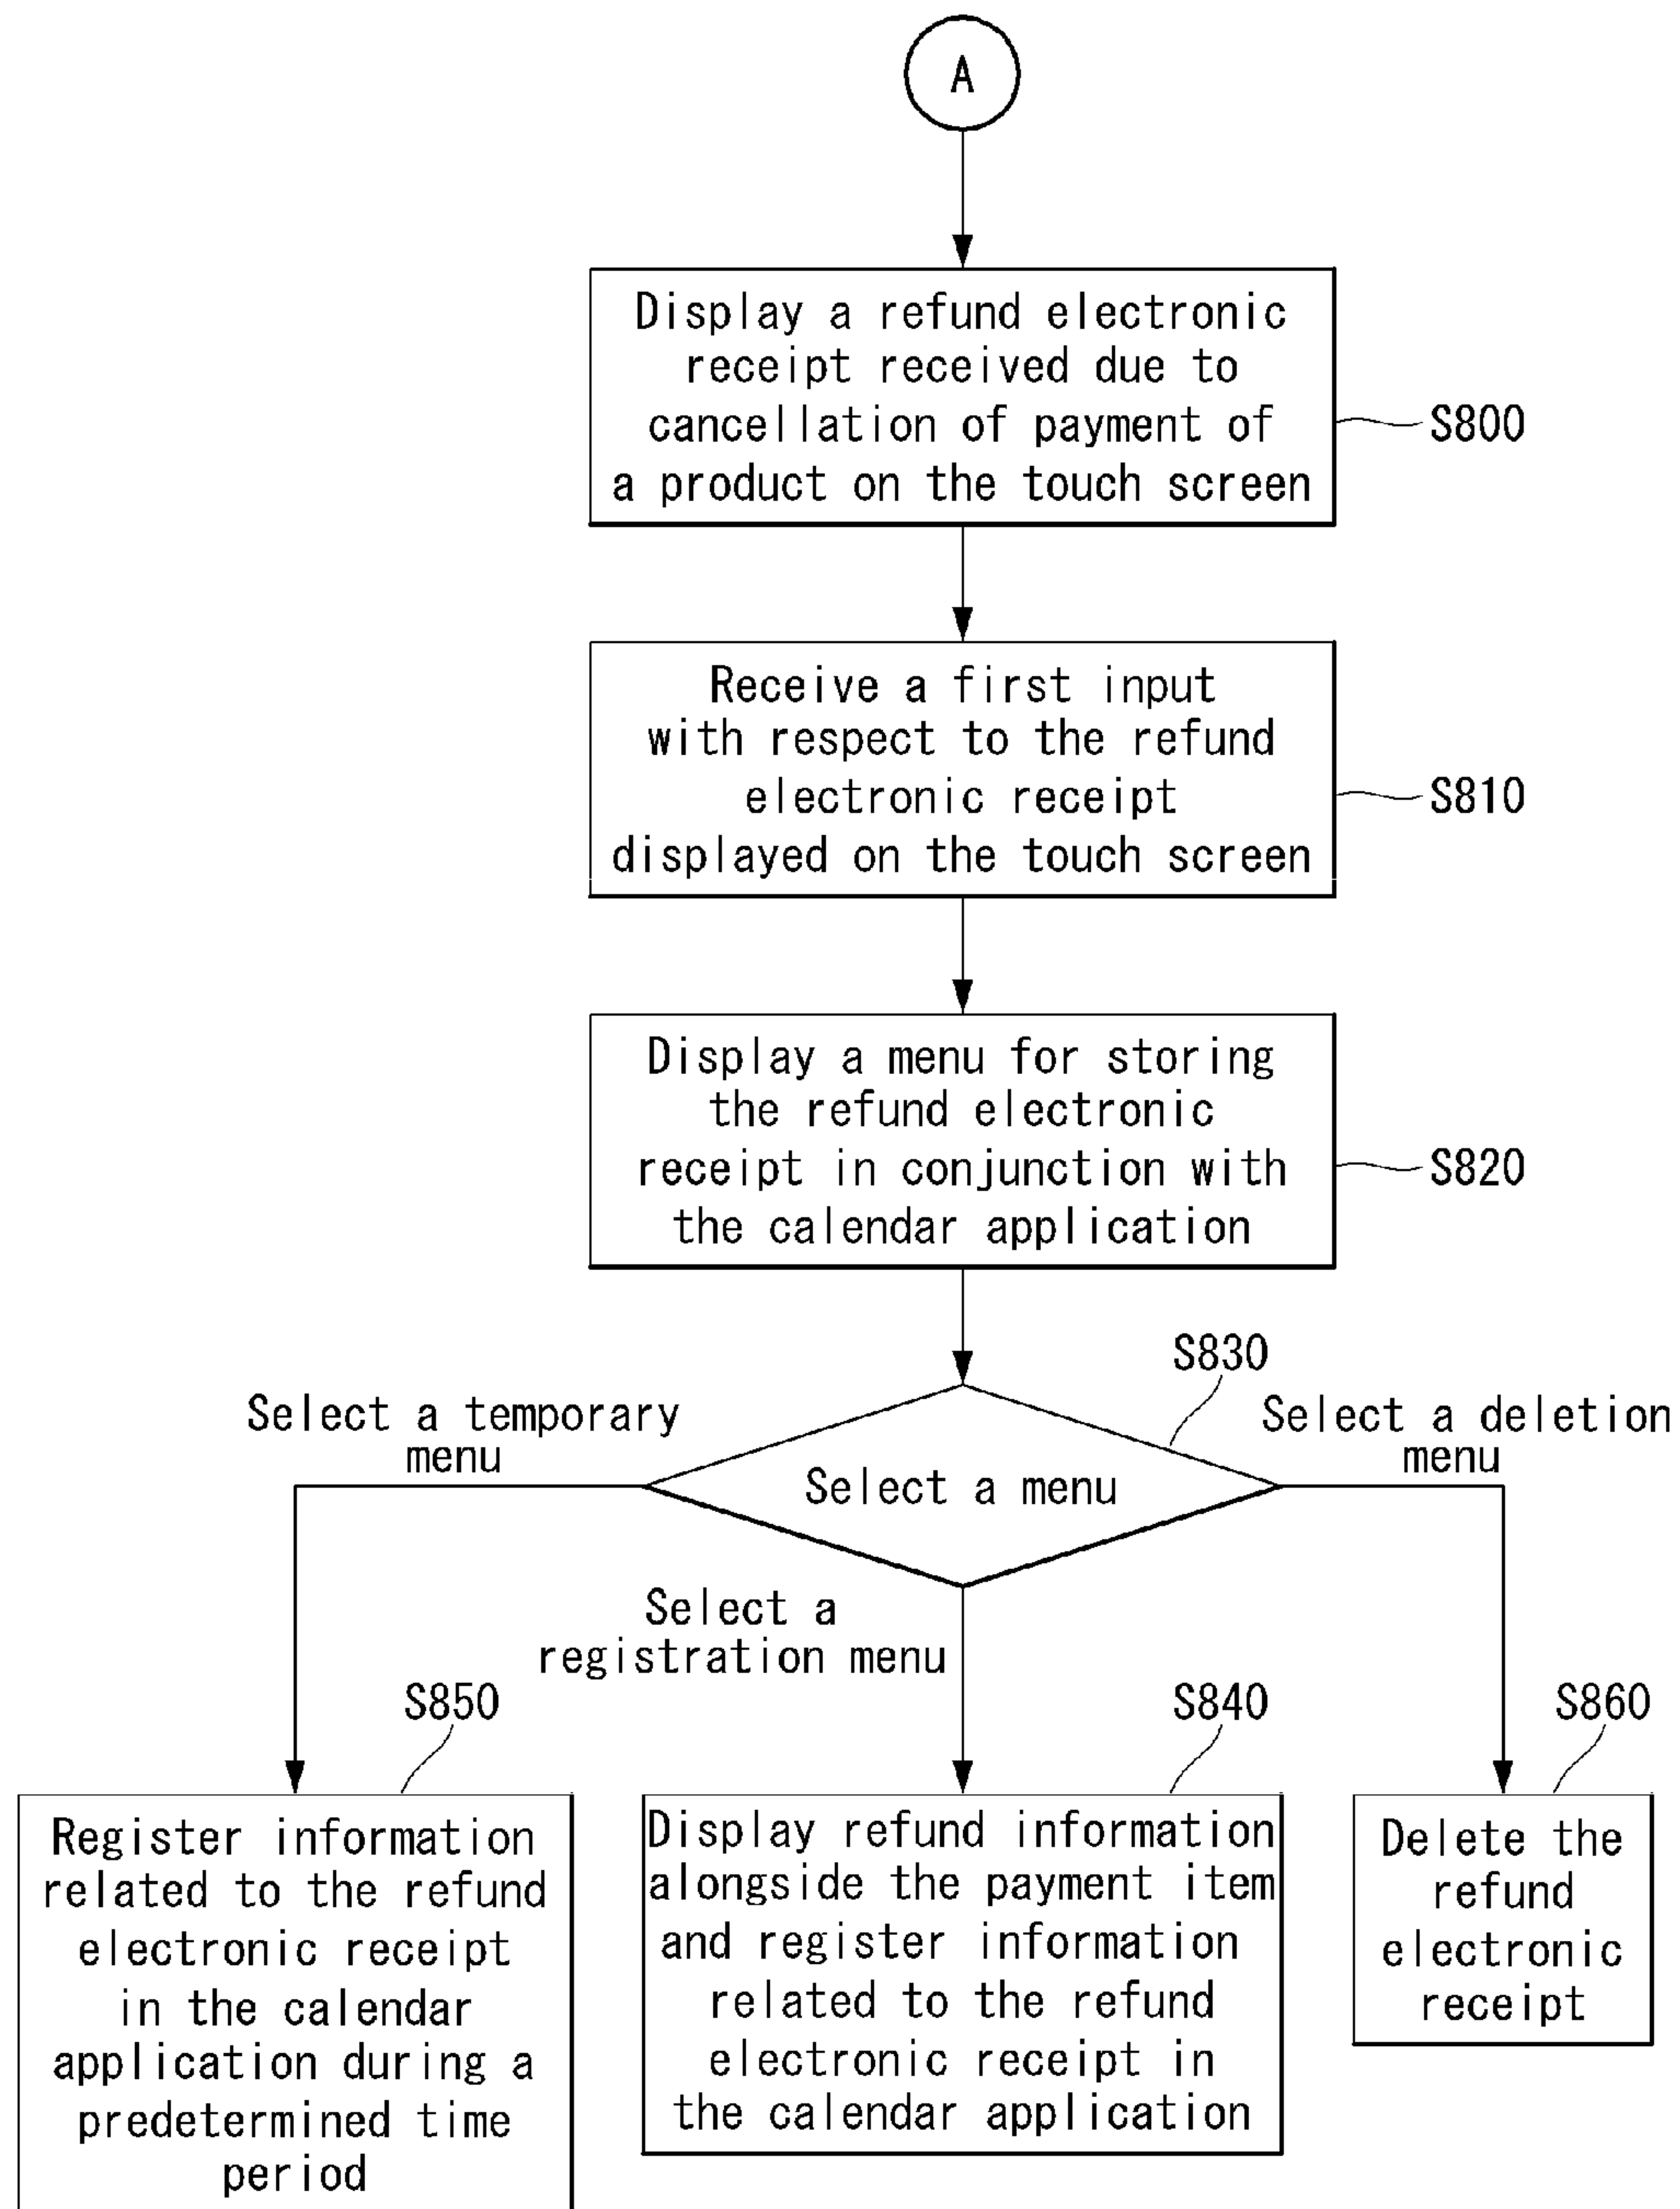 A
Display a refund electronic
receipt received due to
cancellation of payment of
a product on the touch screen
S800
Receive a first input
with respect to the refund
electronic receipt
displayed on the touch screen
S810
Display a menu for storing
the refund electronic
receipt in conjunction with
the calendar application
S820
S830
Select a temporary
menu
Select a menu
Select a deletion
menu
Select a
registration menu
S850
S840
S860
Register information
related to the refund
electronic receipt
in the calendar
application during a
predetermined time
period
Display refund information
alongside the payment item
and register information
related to the refund
electronic receipt in
the calendar application
Delete the
refund
electronic
receipt